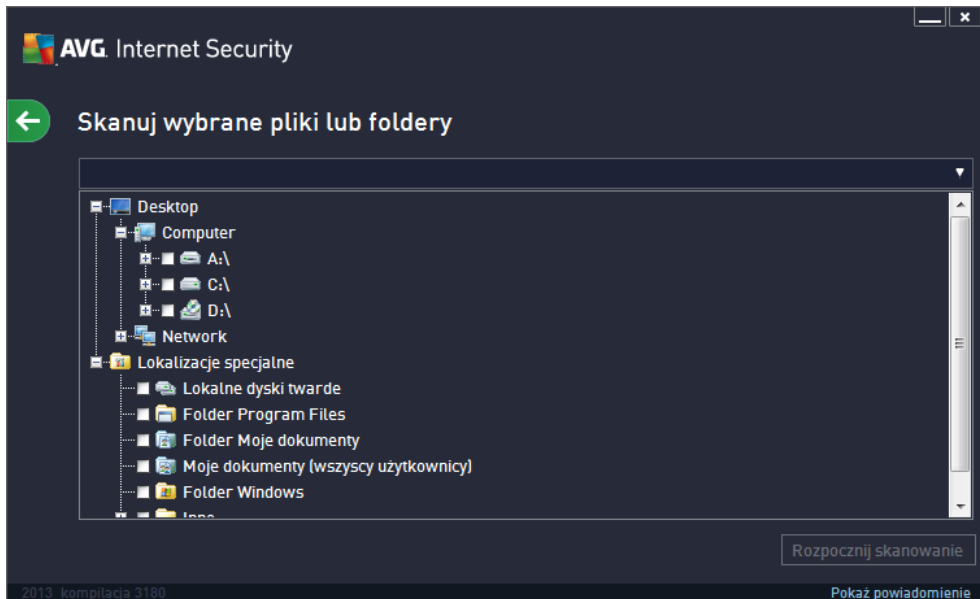 AVG. Internet Security
Skanuj wybrane pliki lub foldery
Desktop
Computer
A:\
C:\
D:\
Network
Lokalizacje specjalne
Lokalne dyski twarde
Folder Program Files
Folder Moje dokumenty
Moje dokumenty (wszyscy użytkownicy)
Folder Windows
Inne
Rozpocznij skanowanie
2013 kompilacja 3180
Pokaż powiadomienie